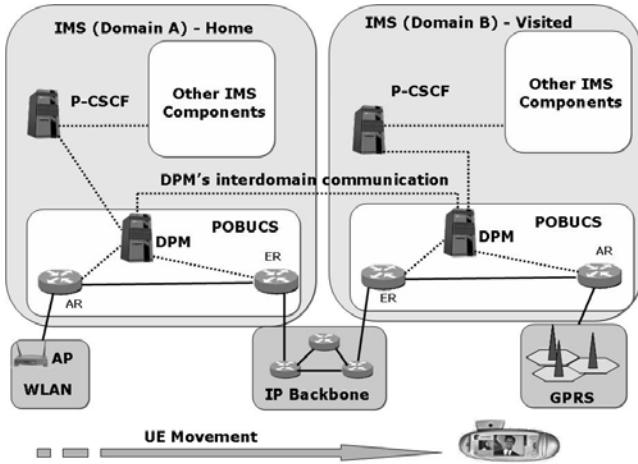 IMS (Domain A) - Home
IMS (Domain B) - Visited
P-CSCF
Other IMS
Components
P-CSCF
Other IMS
Components
DPM's interdomain communication
DPM
POBUCS
AR
ER
DPM
POBUCS
ER
AR
AP
WLAN
IP Backbone
GPRS
UE Movement